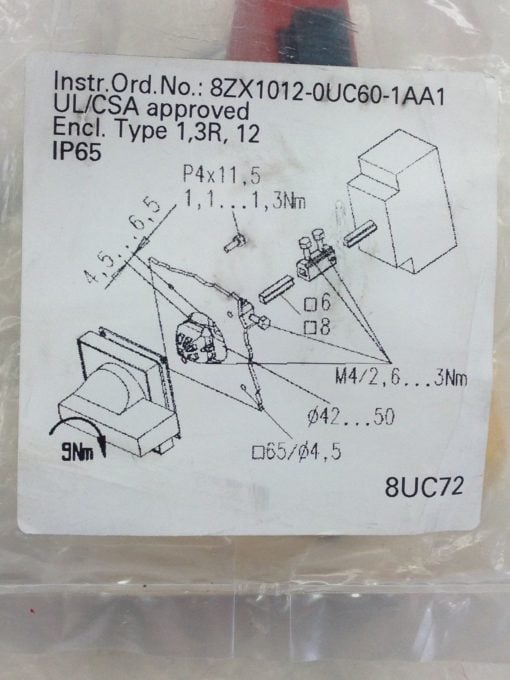 Instr.Ord.No.: 8ZX1012-0UC60-1AA1
UL/CSA approved
Encl. Type 1,3R, 12
IP65
P4x11,5
1,1...1,3Nm
4,5...6,5
□6
□8
M4/2,6...3Nm
Ø42...50
□65/Ø4,5
9Nm
8UC72